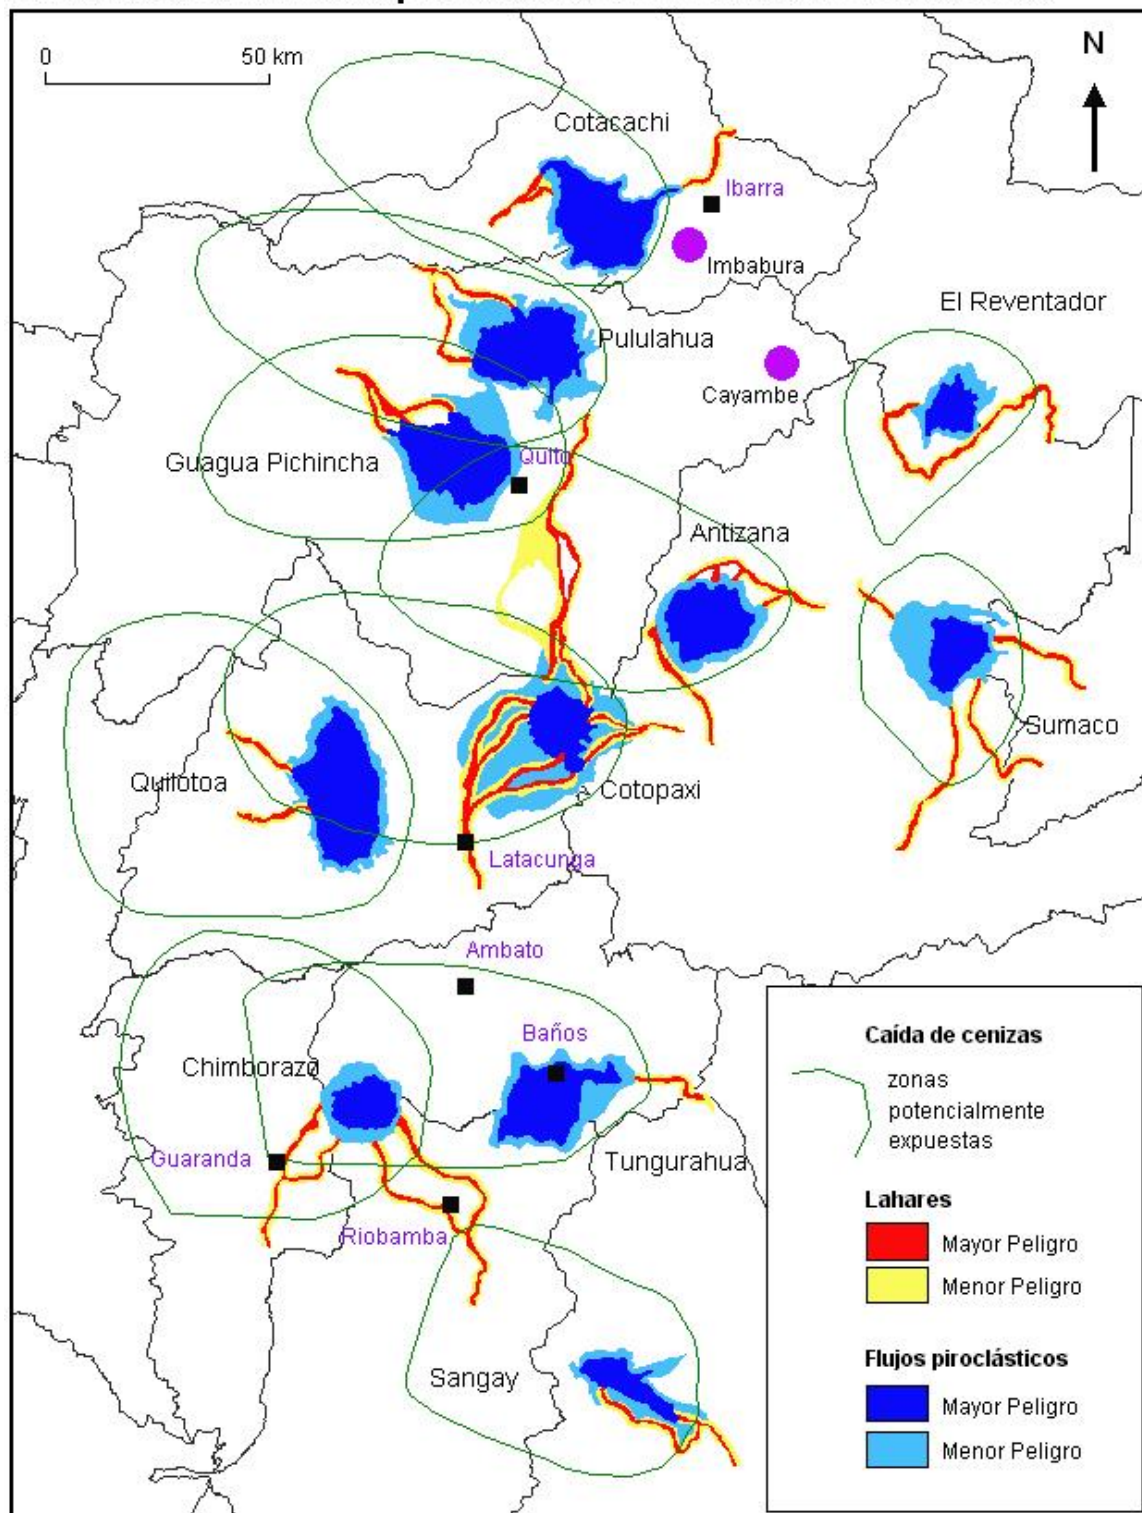 0 50 km
N
Cotacachi
Ibarra
Imbabura
El Reventador
Pululahua
Cayambe
Guagua Pichincha
Quito
Antizana
Sumaco
Quilotoa
Cotopaxi
Latacunga
Ambato
Baños
Chimborazo
Guaranda
Tungurahua
Riobamba
Sangay
Caída de cenizas
zonas
potencialmente
expuestas
Lahares
Mayor Peligro
Menor Peligro
Flujos piroclásticos
Mayor Peligro
Menor Peligro